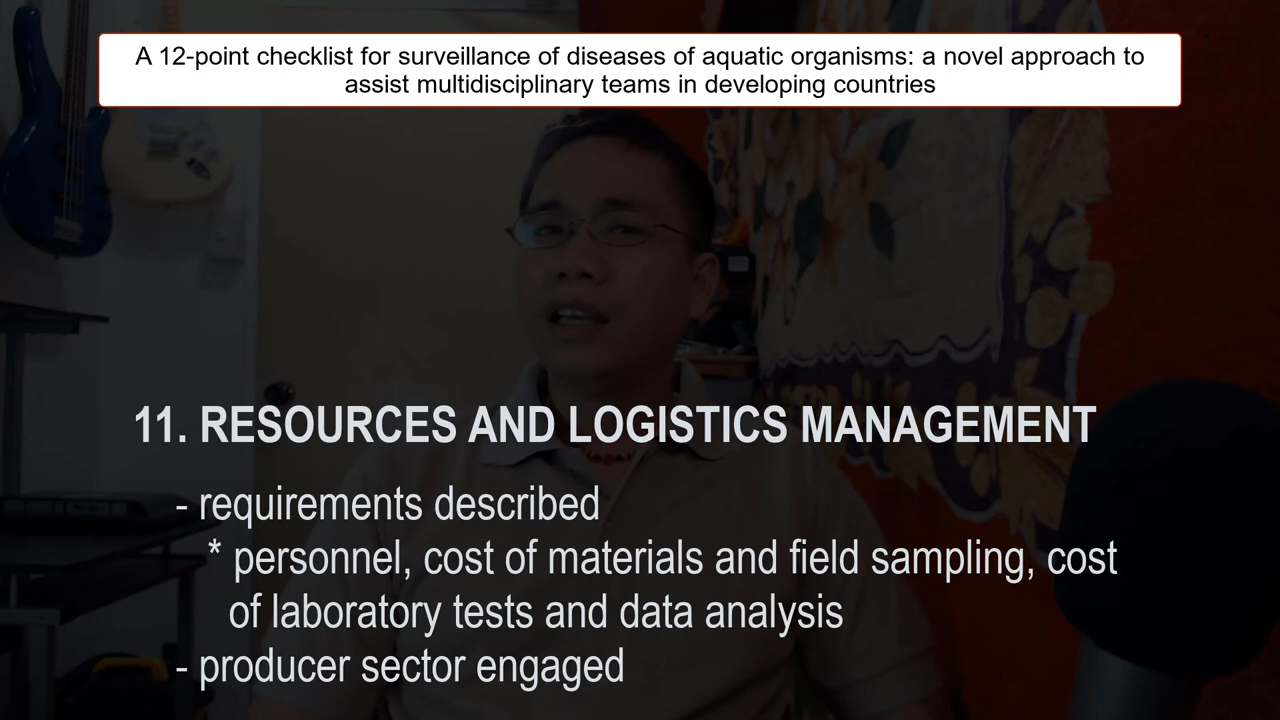 A 12-point checklist for surveillance of diseases of aquatic organisms: a novel approach to
assist multidisciplinary teams in developing countries
11. RESOURCES AND LOGISTICS MANAGEMENT
- requirements described
* personnel, cost of materials and field sampling, cost
of laboratory tests and data analysis
- producer sector engaged